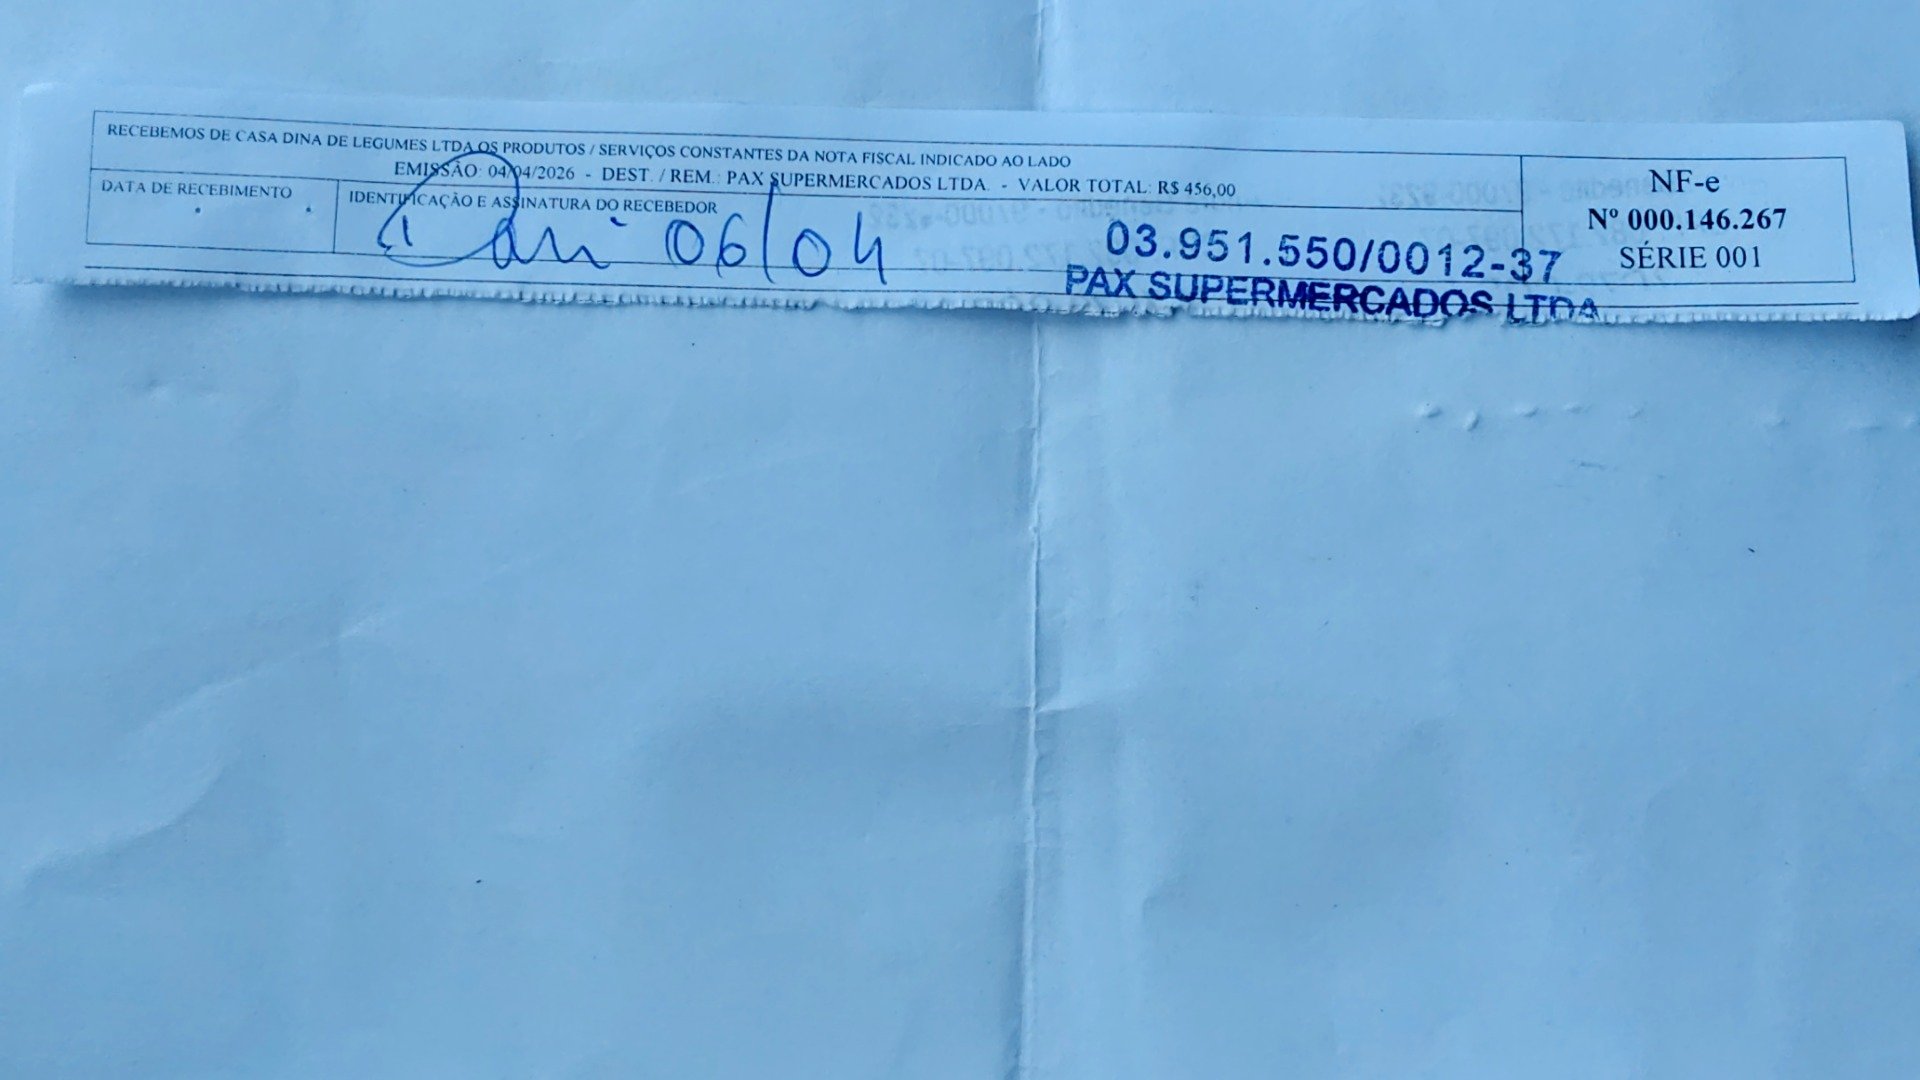 RECEBEMOS DE CASA DINA DE LEGUMES LTDA OS PRODUTOS / SERVIÇOS CONSTANTES DA NOTA FISCAL INDICADO AO LADO
EMISSÃO: 04/04/2026 - DEST. / REM.: PAX SUPERMERCADOS LTDA. - VALOR TOTAL: R$ 456,00
DATA DE RECEBIMENTO
IDENTIFICAÇÃO E ASSINATURA DO RECEBEDOR
06/04
03.951.550/0012-37
PAX SUPERMERCADOS LTDA
NF-e
Nº 000.146.267
SÉRIE 001